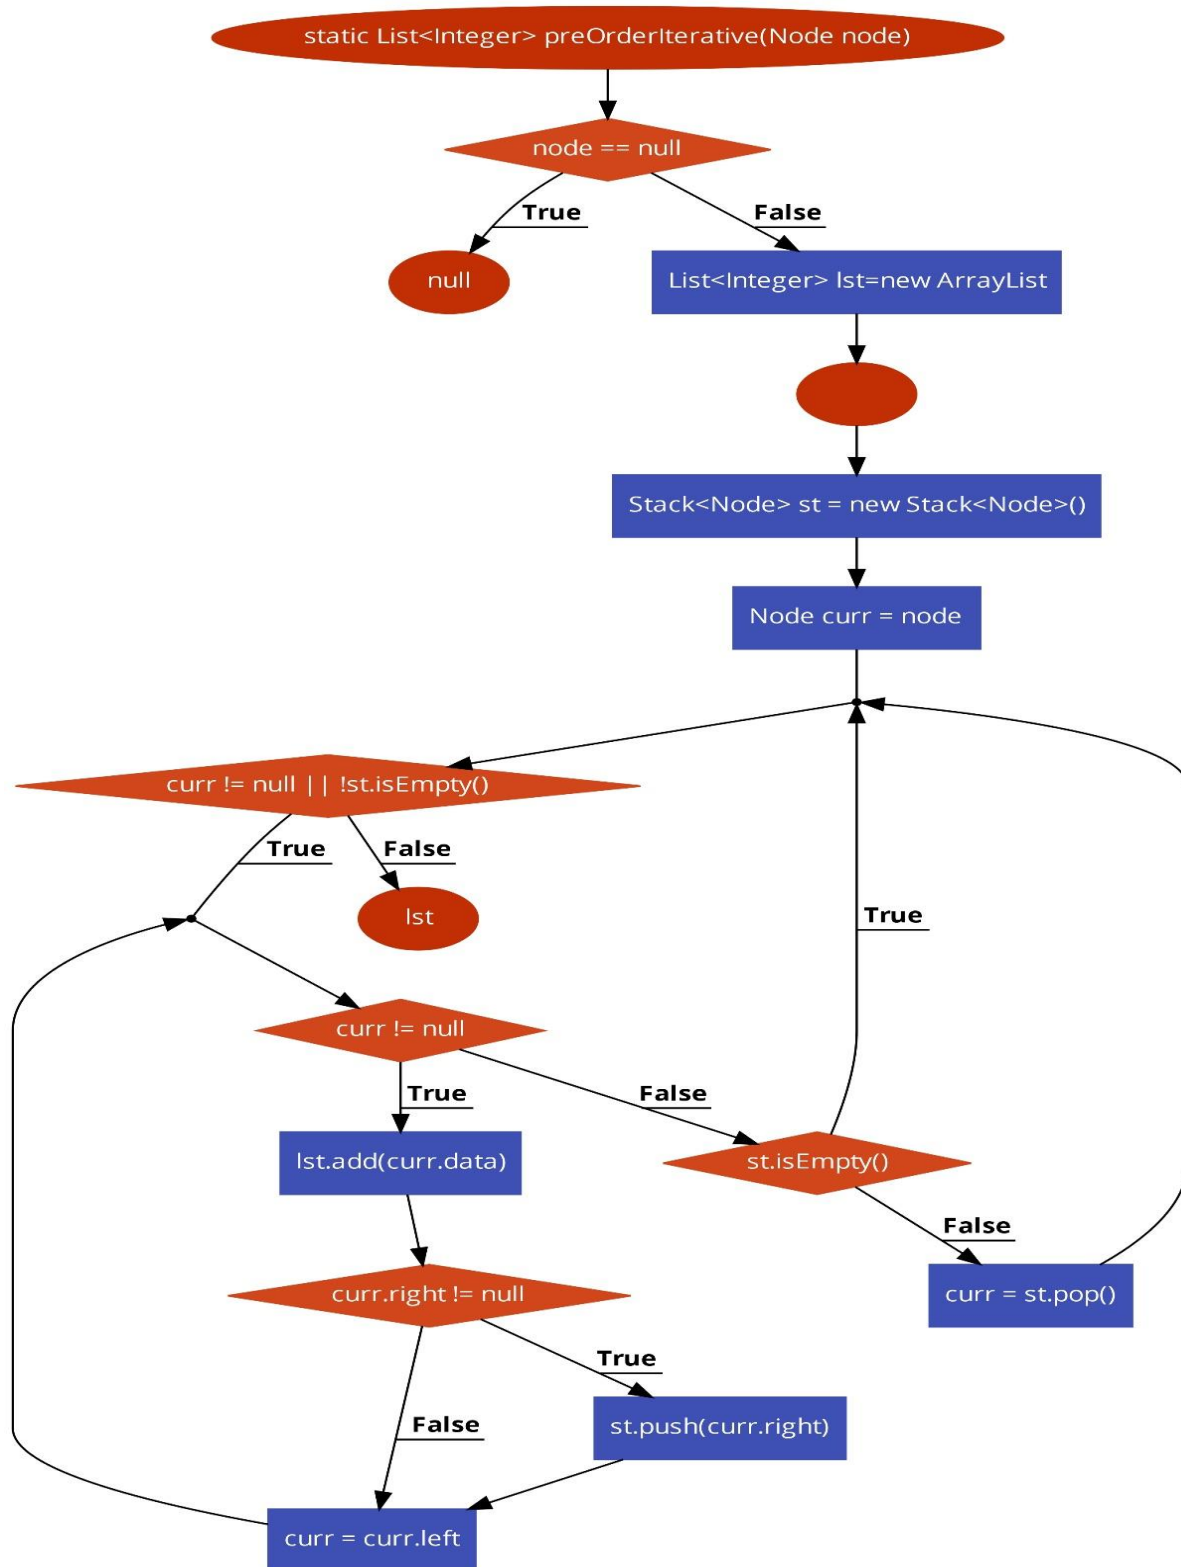 static List<Integer> preOrderIterative(Node node)
node == null
True
False
null
List<Integer> lst=new ArrayList
Stack<Node> st = new Stack<Node>()
Node curr = node
curr != null || !st.isEmpty()
True
False
lst
True
curr != null
True
False
lst.add(curr.data)
st.isEmpty()
False
curr.right != null
curr = st.pop()
True
False
st.push(curr.right)
curr = curr.left